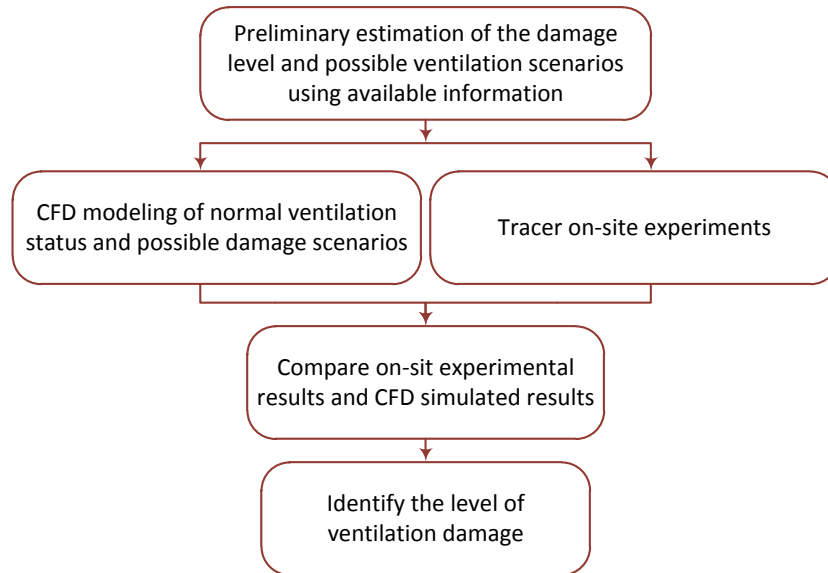 Preliminary estimation of the damage
level and possible ventilation scenarios
using available information
CFD modeling of normal ventilation
status and possible damage scenarios
Tracer on-site experiments
Compare on-sit experimental
results and CFD simulated results
Identify the level of
ventilation damage